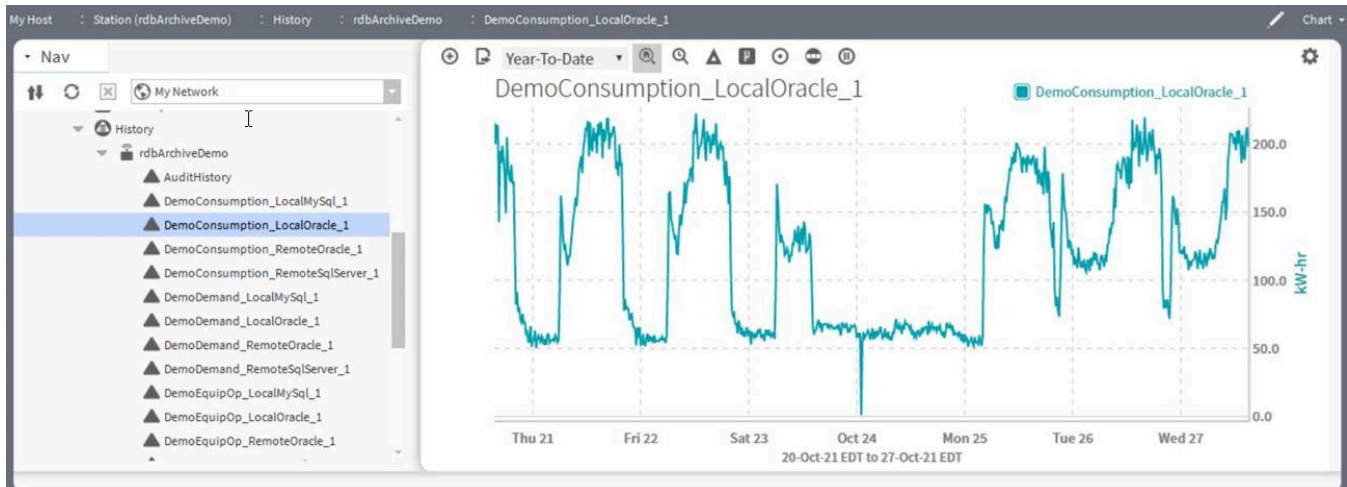 My Host : Station (rdbArchiveDemo) : History : rdbArchiveDemo : DemoConsumption_LocalOracle_1 Chart
Nav
My Network
History
rdbArchiveDemo
AuditHistory
DemoConsumption_LocalMySql_1
DemoConsumption_LocalOracle_1
DemoConsumption_RemoteOracle_1
DemoConsumption_RemoteSqlServer_1
DemoDemand_LocalMySql_1
DemoDemand_LocalOracle_1
DemoDemand_RemoteOracle_1
DemoDemand_RemoteSqlServer_1
DemoEquipOp_LocalMySql_1
DemoEquipOp_LocalOracle_1
DemoEquipOp_RemoteOracle_1
Year-To-Date
DemoConsumption_LocalOracle_1
DemoConsumption_LocalOracle_1
200.0
150.0
100.0
50.0
0.0
kW-hr
Thu 21 Fri 22 Sat 23 Oct 24 Mon 25 Tue 26 Wed 27
20-Oct-21 EDT to 27-Oct-21 EDT